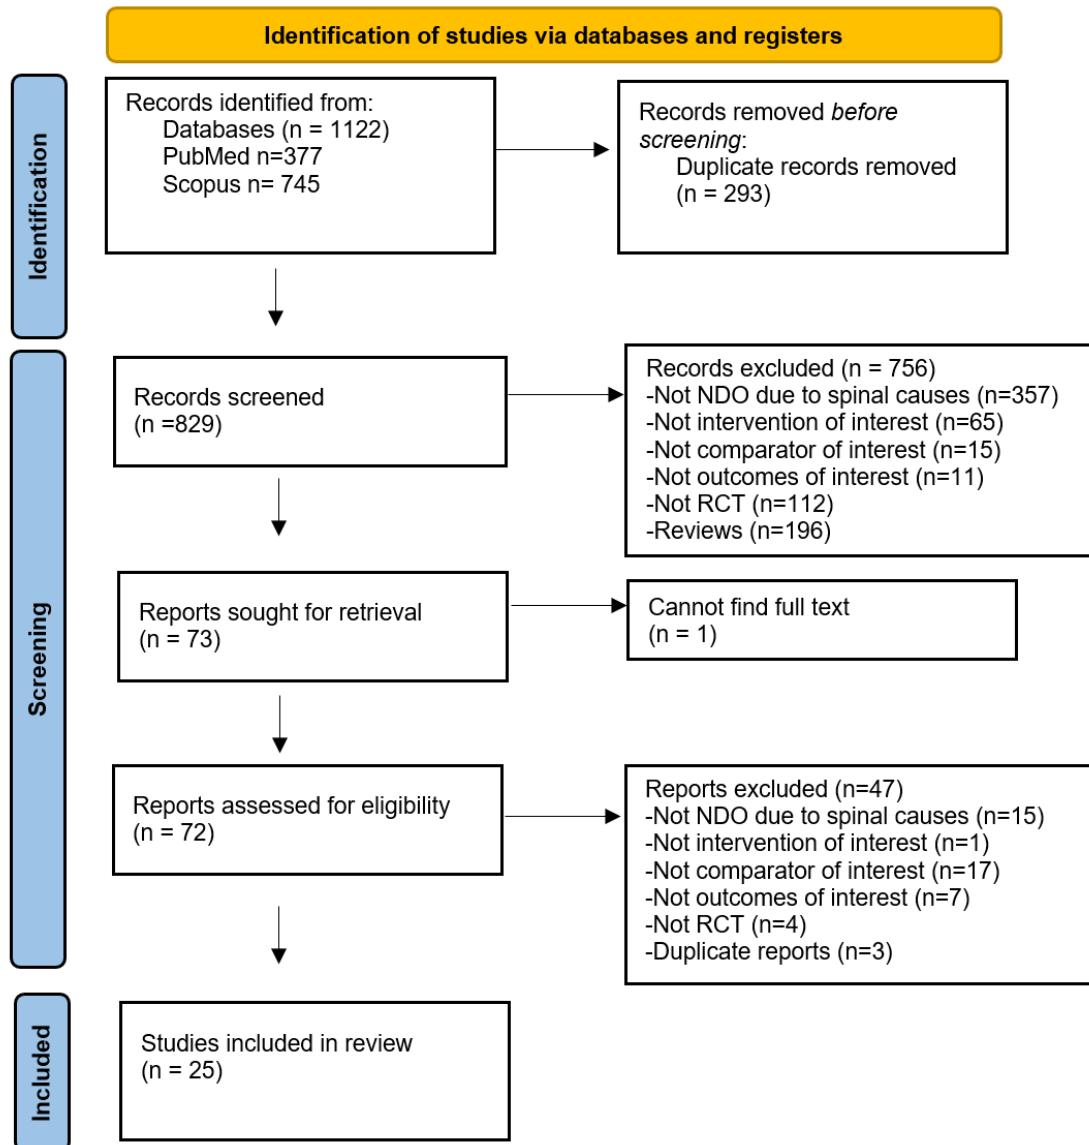 Identification of studies via databases and registers
Identification
Records identified from:
Databases (n = 1122)
PubMed n=377
Scopus n= 745
Records removed before
screening:
Duplicate records removed
(n = 293)
Screening
Records screened
(n =829)
Records excluded (n = 756)
-Not NDO due to spinal causes (n=357)
-Not intervention of interest (n=65)
-Not comparator of interest (n=15)
-Not outcomes of interest (n=11)
-Not RCT (n=112)
-Reviews (n=196)
Reports sought for retrieval
(n = 73)
Cannot find full text
(n = 1)
Reports assessed for eligibility
(n = 72)
Reports excluded (n=47)
-Not NDO due to spinal causes (n=15)
-Not intervention of interest (n=1)
-Not comparator of interest (n=17)
-Not outcomes of interest (n=7)
-Not RCT (n=4)
-Duplicate reports (n=3)
Included
Studies included in review
(n = 25)